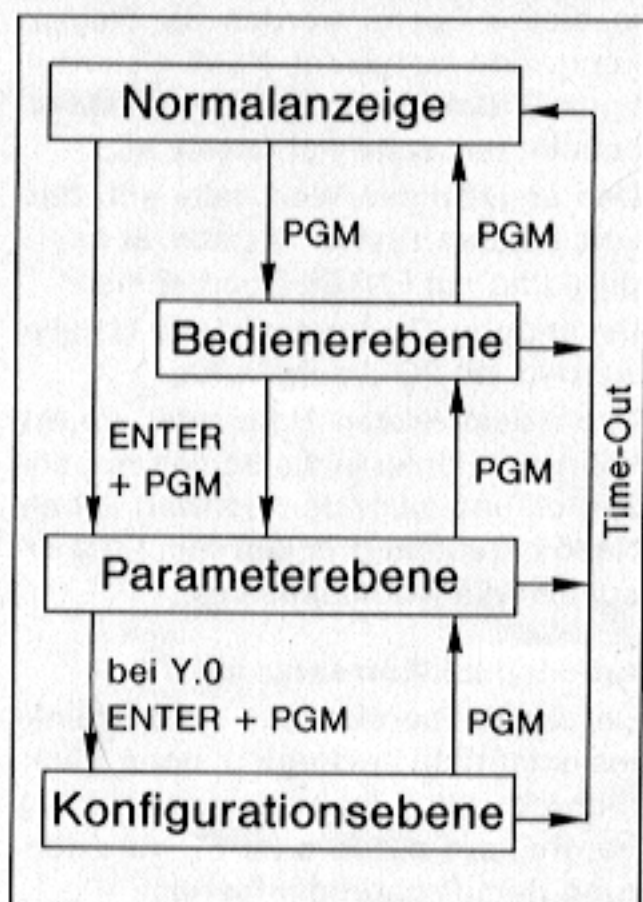 Normalanzeige
PGM
PGM
Bedienerebene
ENTER
+ PGM
PGM
Time-Out
Parameterebene
bei Y.0
ENTER + PGM
PGM
Konfigurationsebene